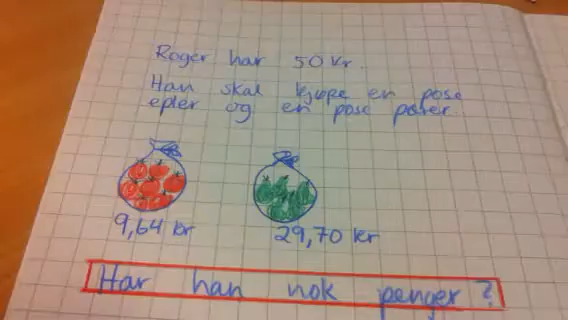 Roger har 50 kr.
Han skal kjøpe en pose
epler og en pose pærer.
9,64 kr
29,70 kr
Har han nok penger?